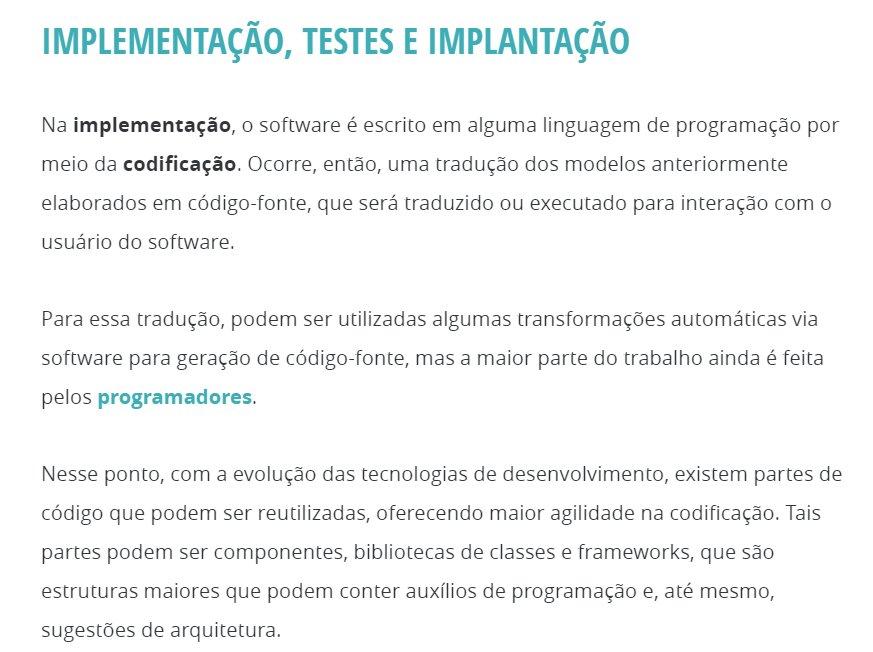 IMPLEMENTAÇÃO, TESTES E IMPLANTAÇÃO
Na implementação, o software é escrito em alguma linguagem de programação por
meio da codificação. Ocorre, então, uma tradução dos modelos anteriormente
elaborados em código-fonte, que será traduzido ou executado para interação com o
usuário do software.
Para essa tradução, podem ser utilizadas algumas transformações automáticas via
software para geração de código-fonte, mas a maior parte do trabalho ainda é feita
pelos programadores.
Nesse ponto, com a evolução das tecnologias de desenvolvimento, existem partes de
código que podem ser reutilizadas, oferecendo maior agilidade na codificação. Tais
partes podem ser componentes, bibliotecas de classes e frameworks, que são
estruturas maiores que podem conter auxílios de programação e, até mesmo,
sugestões de arquitetura.